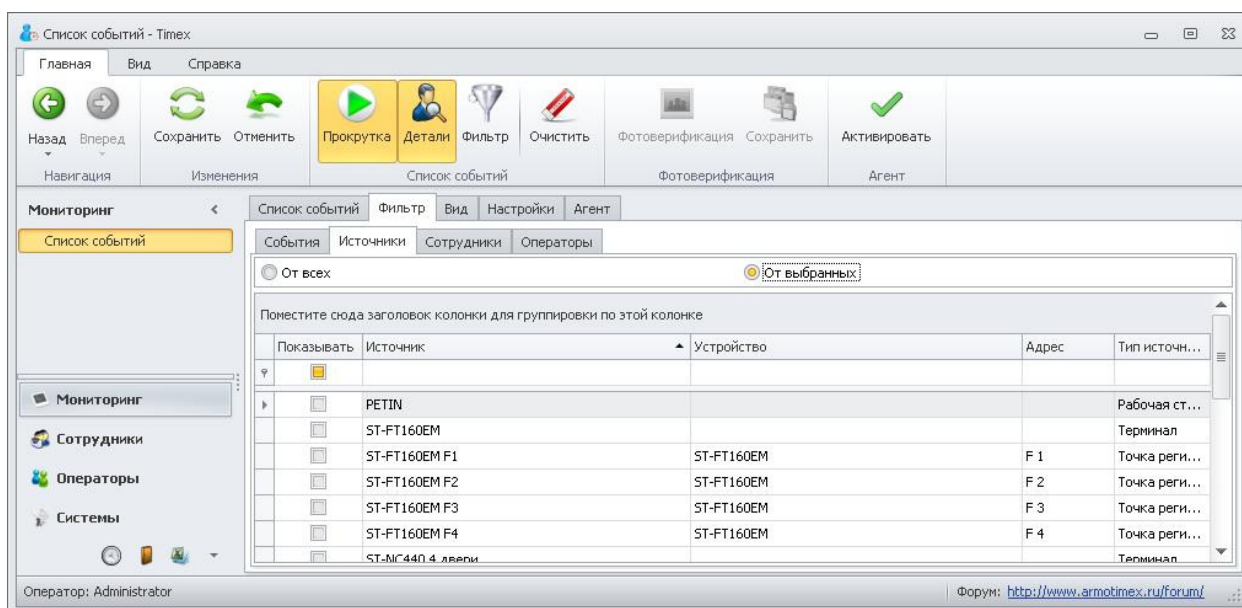 Список событий - Timex
Главная Вид Справка
Назад Вперед Сохранить Отменить Прокрутка Детали Фильтр Очистить Фотоверификация Сохранить Активировать
Навигация Изменения Список событий Фотоверификация Агент
Мониторинг
Список событий
Мониторинг
Сотрудники
Операторы
Системы
Список событий Фильтр Вид Настройки Агент
События Источники Сотрудники Операторы
От всех От выбранных
Поместите сюда заголовок колонки для группировки по этой колонке
Показывать Источник Устройство Адрес Тип источн...
PETIN Рабочая ст...
ST-FT160EM Терминал
ST-FT160EM F1 ST-FT160EM F 1 Точка реги...
ST-FT160EM F2 ST-FT160EM F 2 Точка реги...
ST-FT160EM F3 ST-FT160EM F 3 Точка реги...
ST-FT160EM F4 ST-FT160EM F 4 Точка реги...
ST-NC440 4 двери Терминал
Оператор: Administrator Форум: http://www.armotimex.ru/forum/